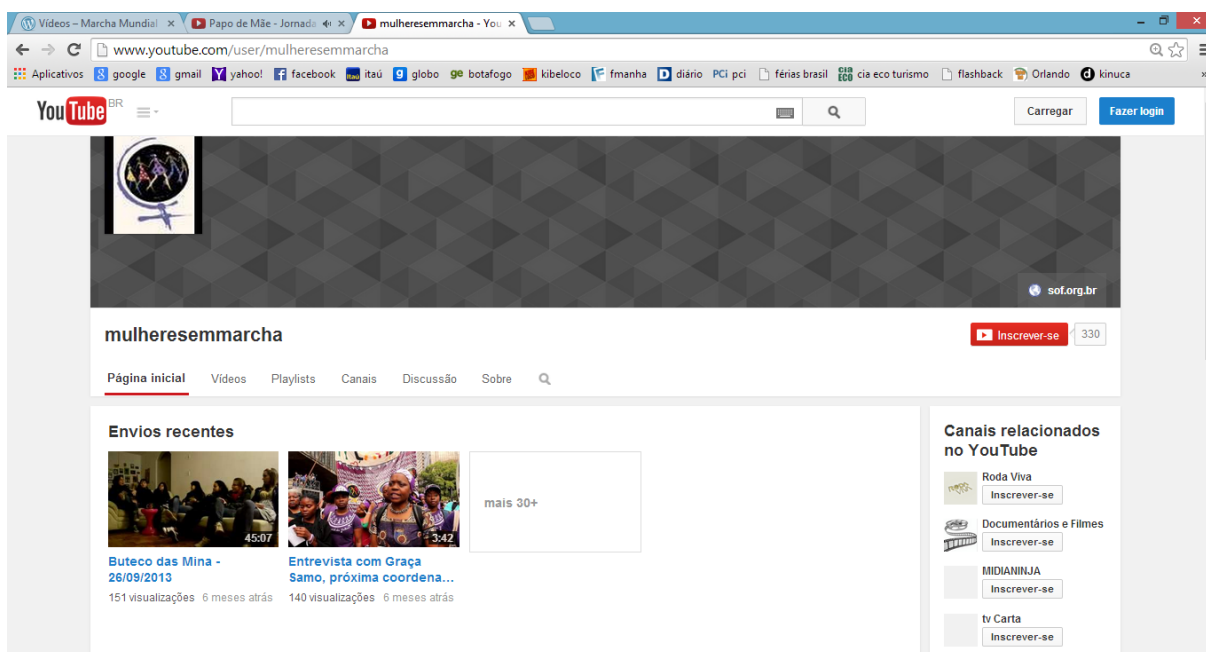 Vídeos – Marcha Mundial
Papo de Mãe - Jornada
mulheresemmarcha - You
www.youtube.com/user/mulheresemmarcha
Aplicativos google gmail yahoo! facebook itaú globo ge botafogo kibeloco fmanha diário PCi pci férias brasil cia eco cia eco turismo flashback Orlando kinuca »
YouTube BR
Carregar
Fazer login
sof.org.br
mulheresemmarcha
Inscrever-se 330
Página inicial Vídeos Playlists Canais Discussão Sobre
Envios recentes
45:07
Buteco das Mina -
26/09/2013
151 visualizações 6 meses atrás
3:42
Entrevista com Graça
Samo, próxima coordena...
140 visualizações 6 meses atrás
mais 30+
Canais relacionados
no YouTube
Roda Viva
Inscrever-se
Documentários e Filmes
Inscrever-se
MIDIANINJA
Inscrever-se
tv Carta
Inscrever-se